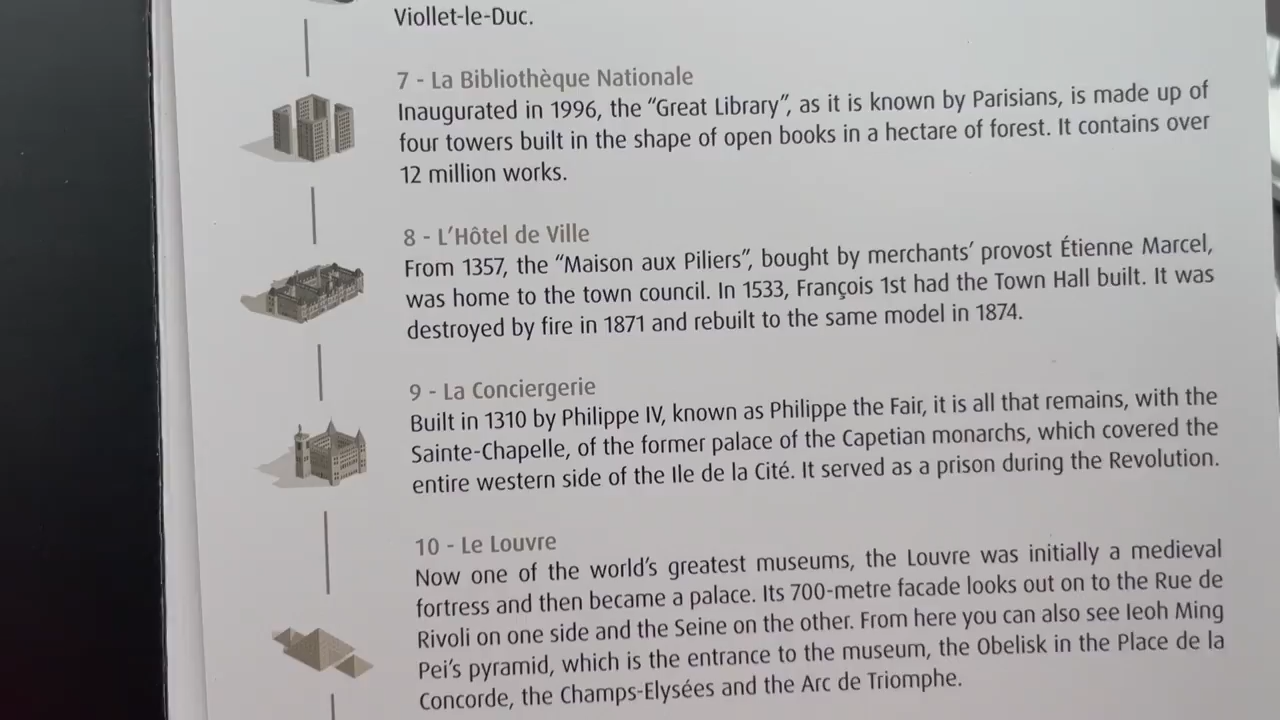 Viollet-le-Duc.
7 - La Bibliothèque Nationale
Inaugurated in 1996, the “Great Library”, as it is known by Parisians, is made up of
four towers built in the shape of open books in a hectare of forest. It contains over
12 million works.
8 - L’Hôtel de Ville
From 1357, the “Maison aux Piliers”, bought by merchants’ provost Étienne Marcel,
was home to the town council. In 1533, François 1st had the Town Hall built. It was
destroyed by fire in 1871 and rebuilt to the same model in 1874.
9 - La Conciergerie
Built in 1310 by Philippe IV, known as Philippe the Fair, it is all that remains, with the
Sainte-Chapelle, of the former palace of the Capetian monarchs, which covered the
entire western side of the Ile de la Cité. It served as a prison during the Revolution.
10 - Le Louvre
Now one of the world’s greatest museums, the Louvre was initially a medieval
fortress and then became a palace. Its 700-metre facade looks out on to the Rue de
Rivoli on one side and the Seine on the other. From here you can also see Ieoh Ming
Pei’s pyramid, which is the entrance to the museum, the Obelisk in the Place de la
Concorde, the Champs-Elysées and the Arc de Triomphe.